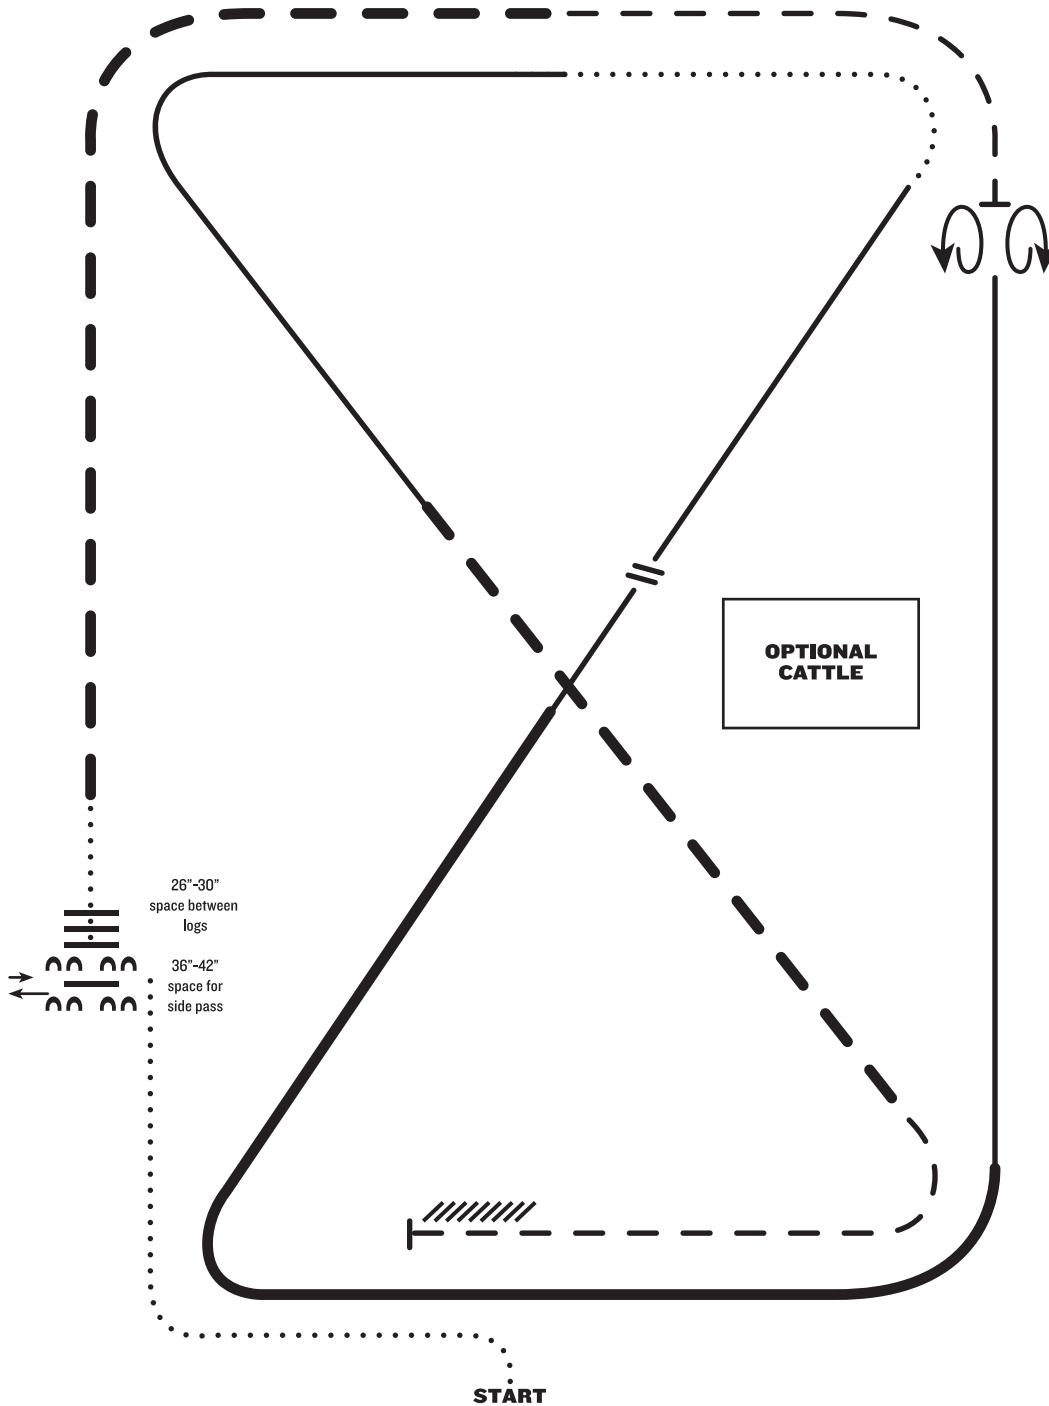 OPTIONAL
CATTLE
26”-30”
space between
logs
36”-42”
space for
side pass
START